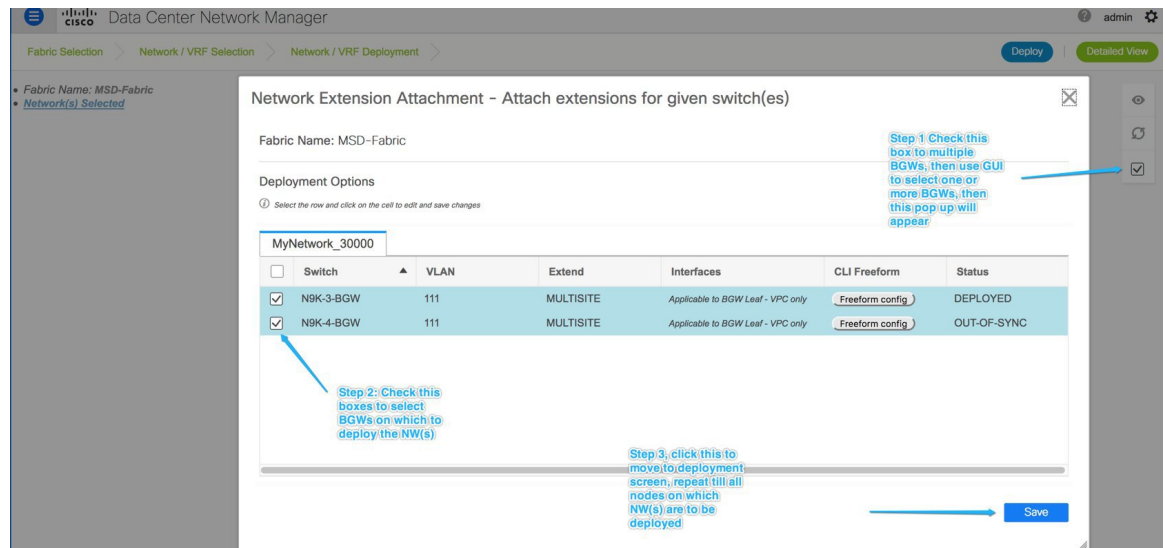 cisco Data Center Network Manager
admin
Fabric Selection Network / VRF Selection Network / VRF Deployment
Deploy
Detailed View
Fabric Name: MSD-Fabric
Network(s) Selected
Network Extension Attachment - Attach extensions for given switch(es)
Fabric Name: MSD-Fabric
Deployment Options
Select the row and click on the cell to edit and save changes
Step 1 Check this
box to multiple
BGWs, then use GUI
to select one or
more BGWs, then
this pop up will
appear
MyNetwork_30000
Switch VLAN Extend Interfaces CLI Freeform Status
N9K-3-BGW 111 MULTISITE Applicable to BGW Leaf - VPC only Freeform config DEPLOYED
N9K-4-BGW 111 MULTISITE Applicable to BGW Leaf - VPC only Freeform config OUT-OF-SYNC
Step 2: Check this
boxes to select
BGWs on which to
deploy the NW(s)
Step 3, click this to
move to deployment
screen, repeat till all
nodes on which
NW(s) are to be
deployed
Save